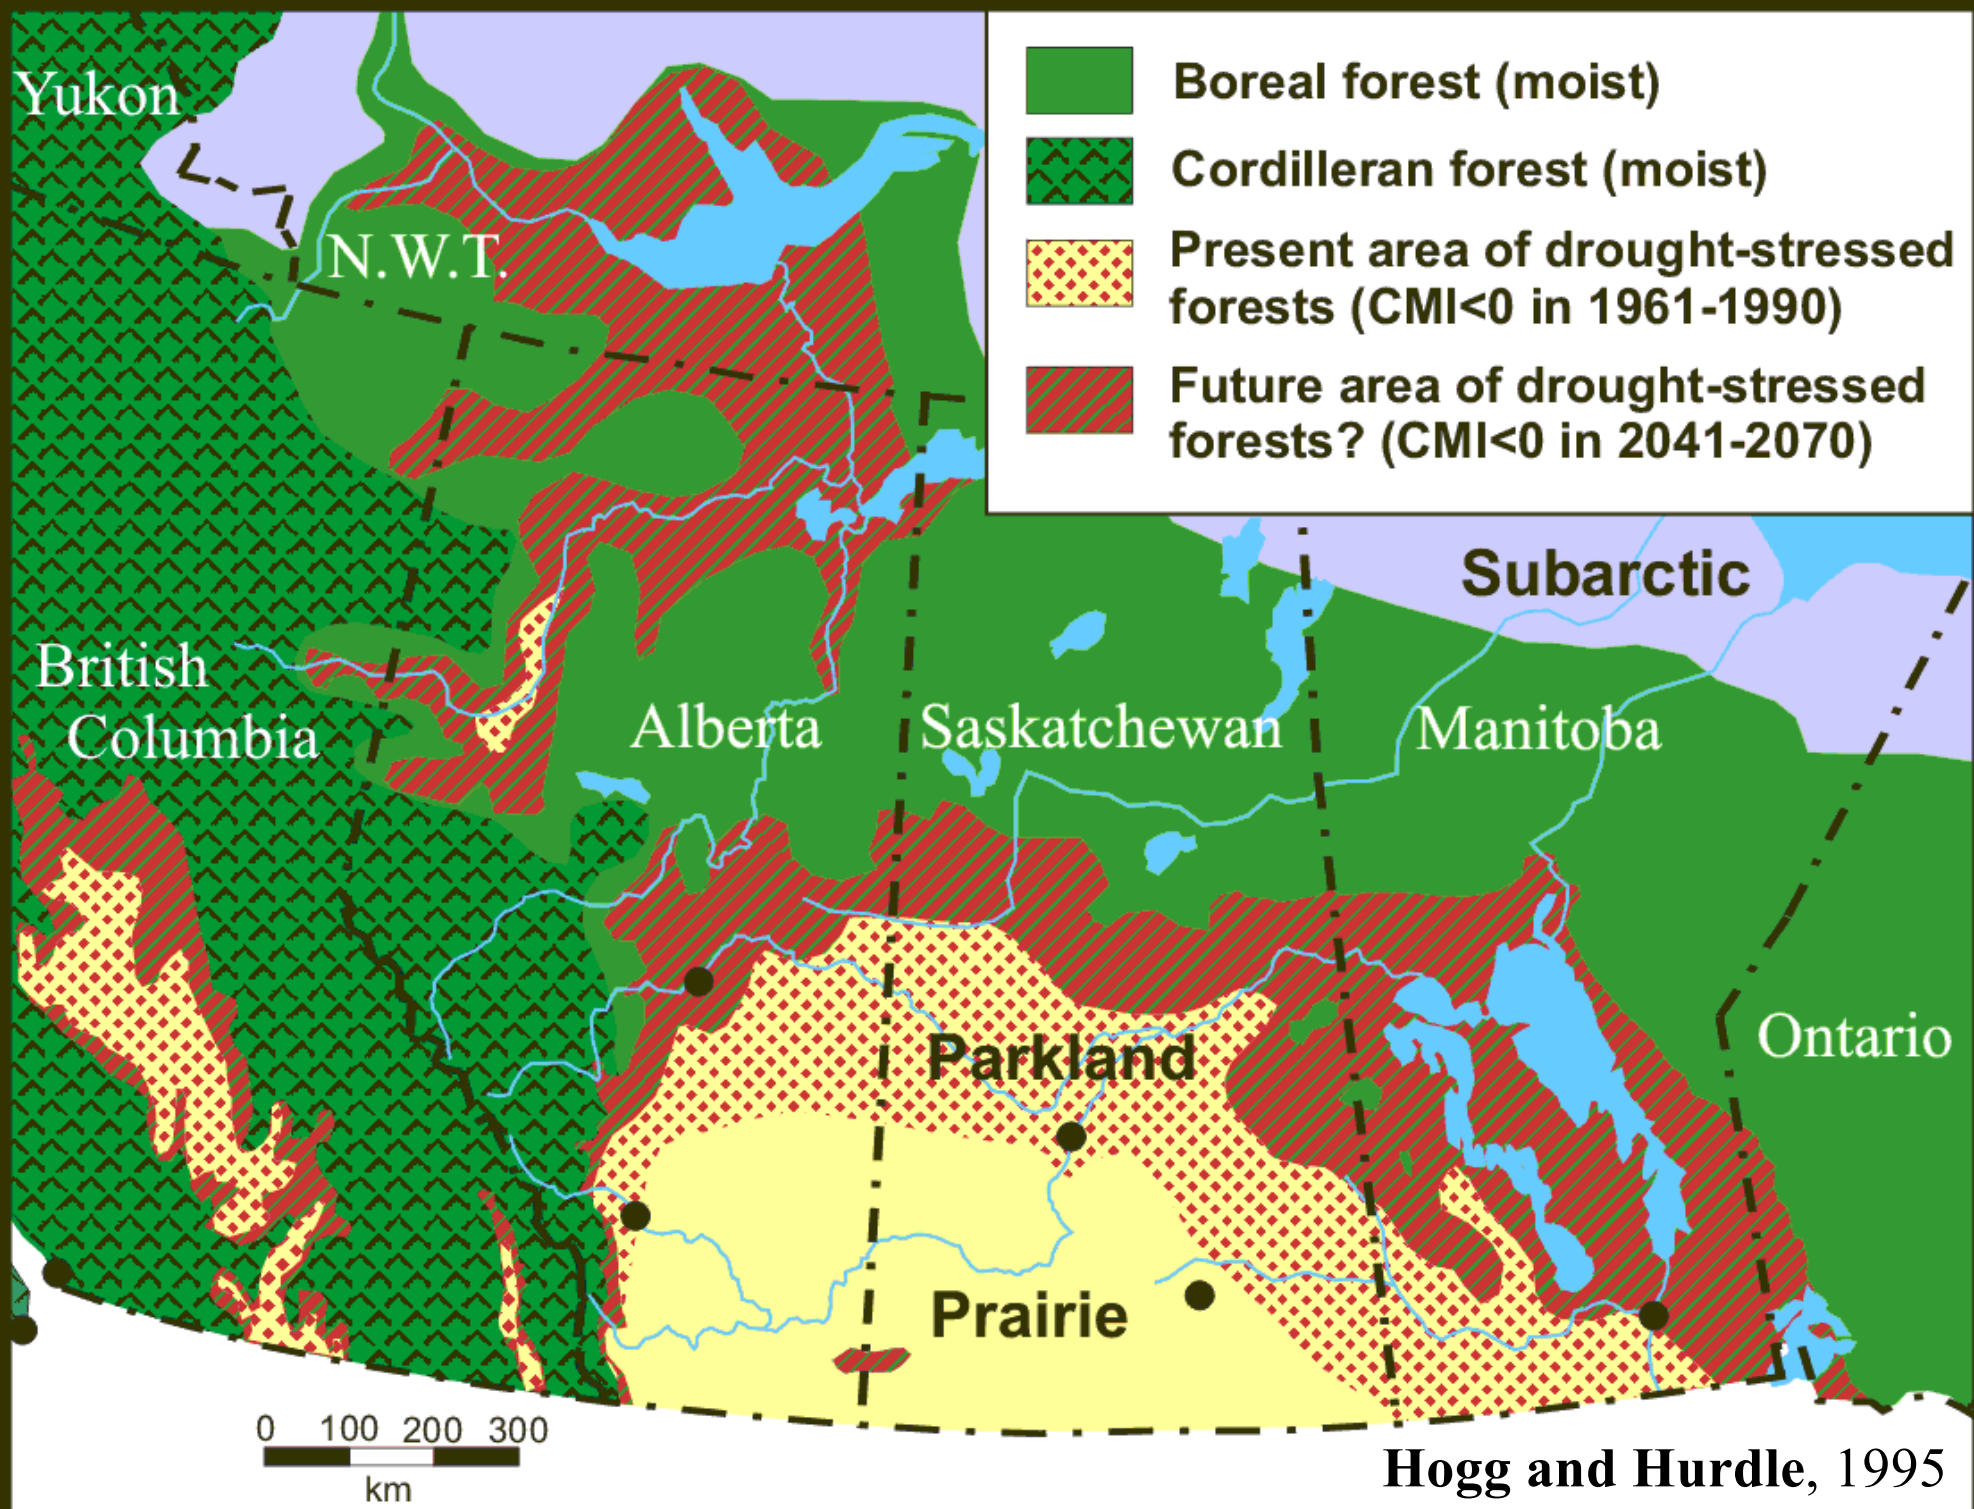 Boreal forest (moist)
Cordilleran forest (moist)
Present area of drought-stressed
forests (CMI<0 in 1961-1990)
Future area of drought-stressed
forests? (CMI<0 in 2041-2070)
Yukon
N.W.T.
Subarctic
British
Columbia
Alberta
Saskatchewan
Manitoba
Ontario
Parkland
Prairie
0 100 200 300
km
Hogg and Hurdle, 1995